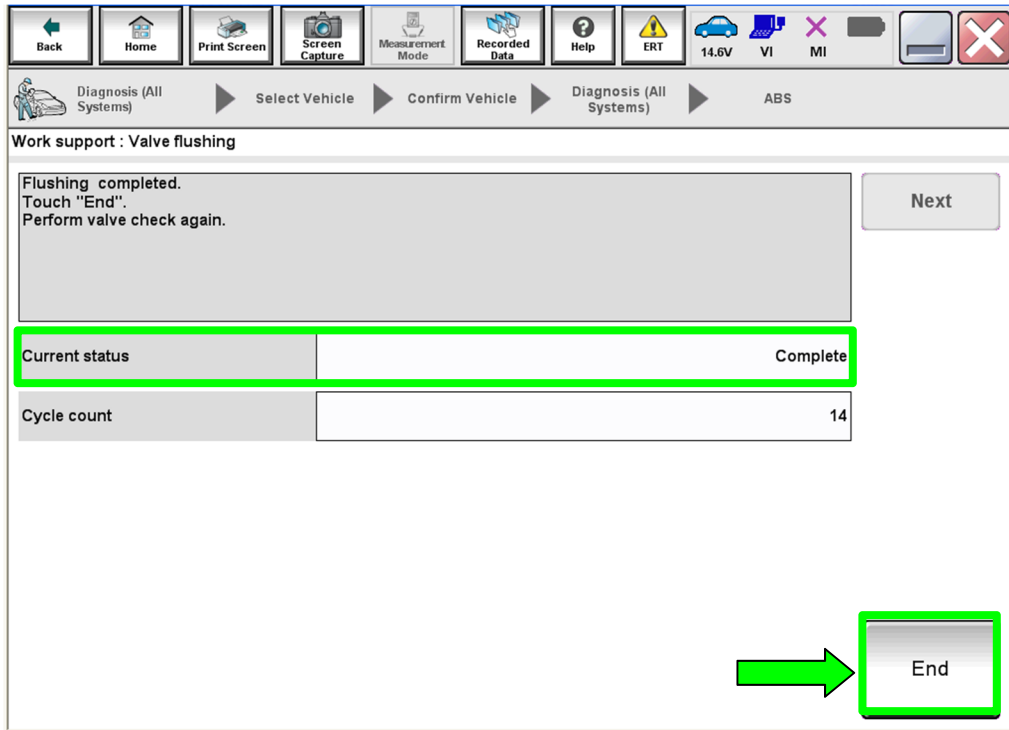 Back
Home
Print Screen
Screen
Capture
Measurement
Mode
Recorded
Data
Help
ERT
14.6V
VI
MI
Diagnosis (All
Systems)
Select Vehicle
Confirm Vehicle
Diagnosis (All
Systems)
ABS
Work support : Valve flushing
Flushing  completed.
Touch "End".
Perform valve check again.
Next
Current status
Complete
Cycle count
14
End